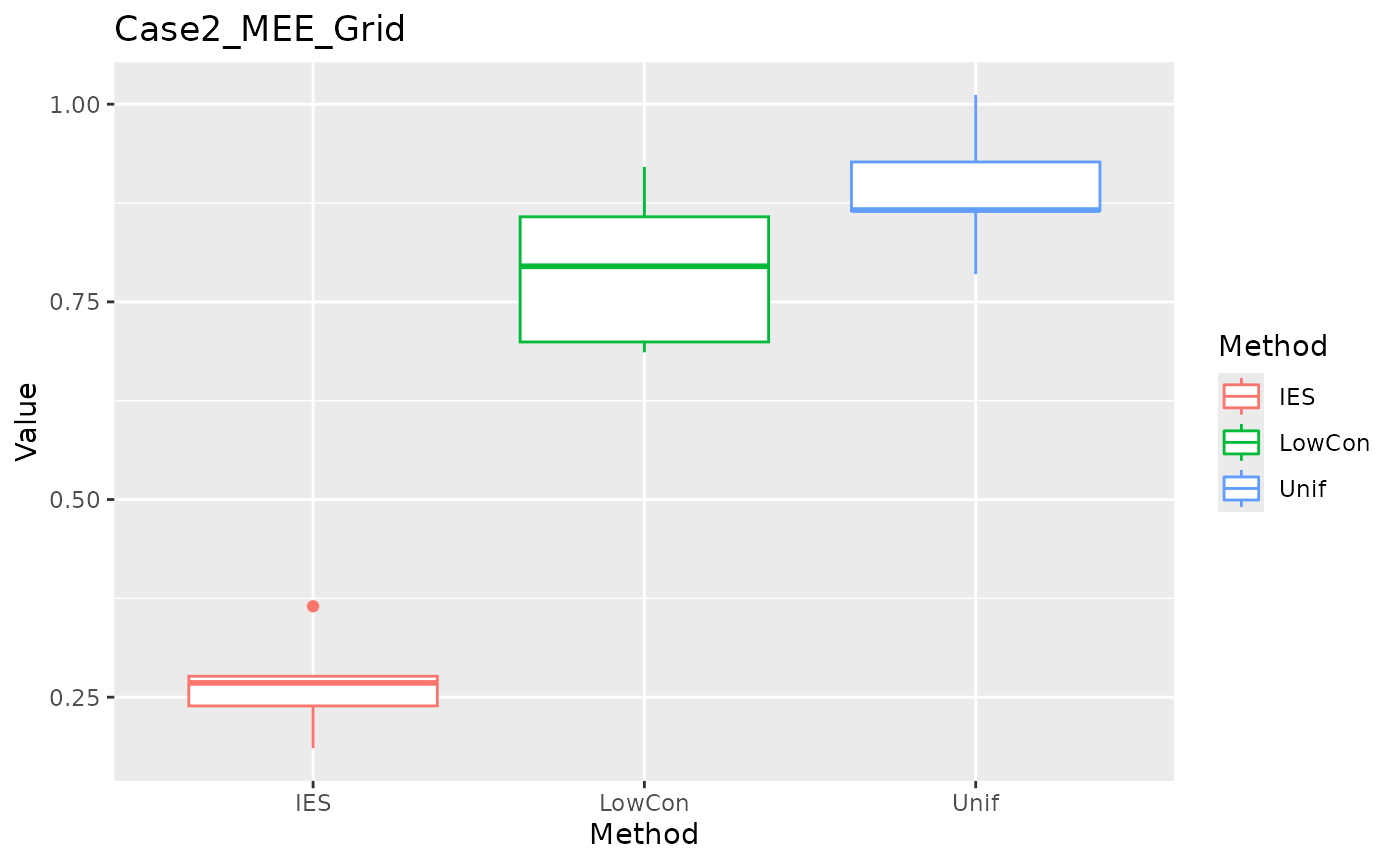 Case2_MEE_Grid
1.00
0.75
0.50
0.25
Value
IES
LowCon
Unif
Method
Method
IES
LowCon
Unif